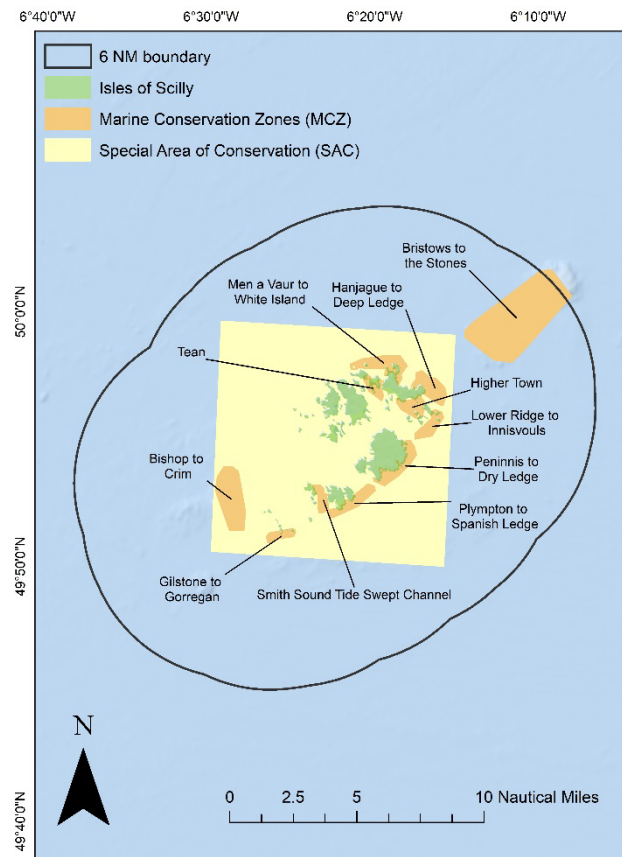 6°40'0"W
6°30'0"W
6°20'0"W
6°10'0"W
6 NM boundary
Isles of Scilly
Marine Conservation Zones (MCZ)
Special Area of Conservation (SAC)
Bristows to
the Stones
Men a Vaur to
White Island
Hanjague to
Deep Ledge
50°0'0"N
Tean
Higher Town
Lower Ridge to
Innisvouls
Bishop to
Crim
Peninnis to
Dry Ledge
Plympton to
Spanish Ledge
49°50'0"N
Gilstone to
Gorregan
Smith Sound Tide Swept Channel
N
49°40'0"N
0
2.5
5
10 Nautical Miles